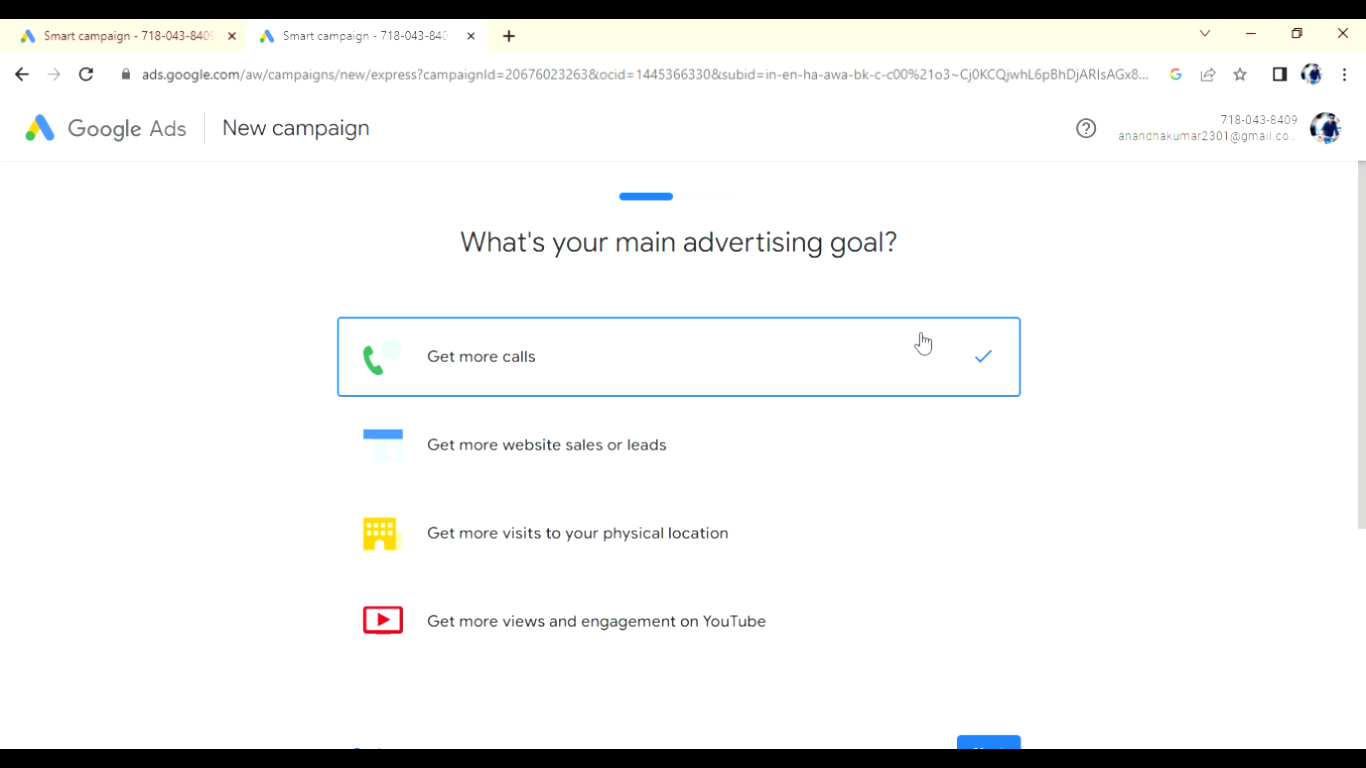 Smart campaign - 718-043-8409
Smart campaign - 718-043-840
ads.google.com/aw/campaigns/new/express?campaignId=20676023263&ocid=1445366330&subid=in-en-ha-awa-bk-c-c00%21o3~Cj0KCQjwhL6pBhDjARIsAGx8...
Google Ads
New campaign
718-043-8409
anandhakumar2301@gmail.co...
What's your main advertising goal?
Get more calls
Get more website sales or leads
Get more visits to your physical location
Get more views and engagement on YouTube